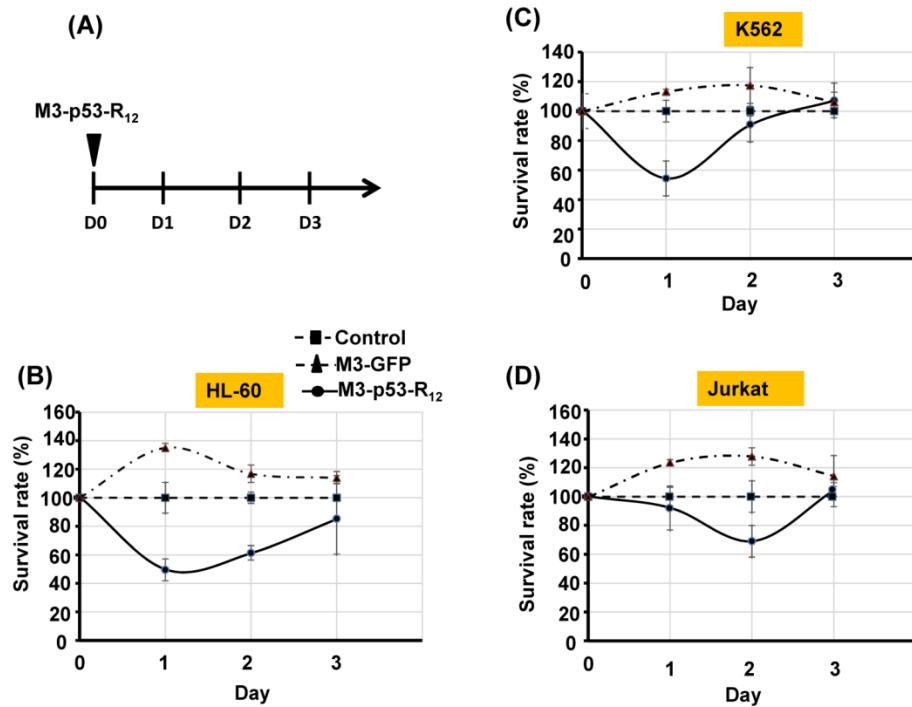 (A)
M3-p53-R12
D0 D1 D2 D3
(C)
K562
Survival rate (%)
140
120
100
80
60
40
20
0
0 1 2 3
Day
Control
M3-GFP
M3-p53-R12
(B)
HL-60
Survival rate (%)
160
140
120
100
80
60
40
20
0
0 1 2 3
Day
(D)
Jurkat
Survival rate (%)
160
140
120
100
80
60
40
20
0
0 1 2 3
Day